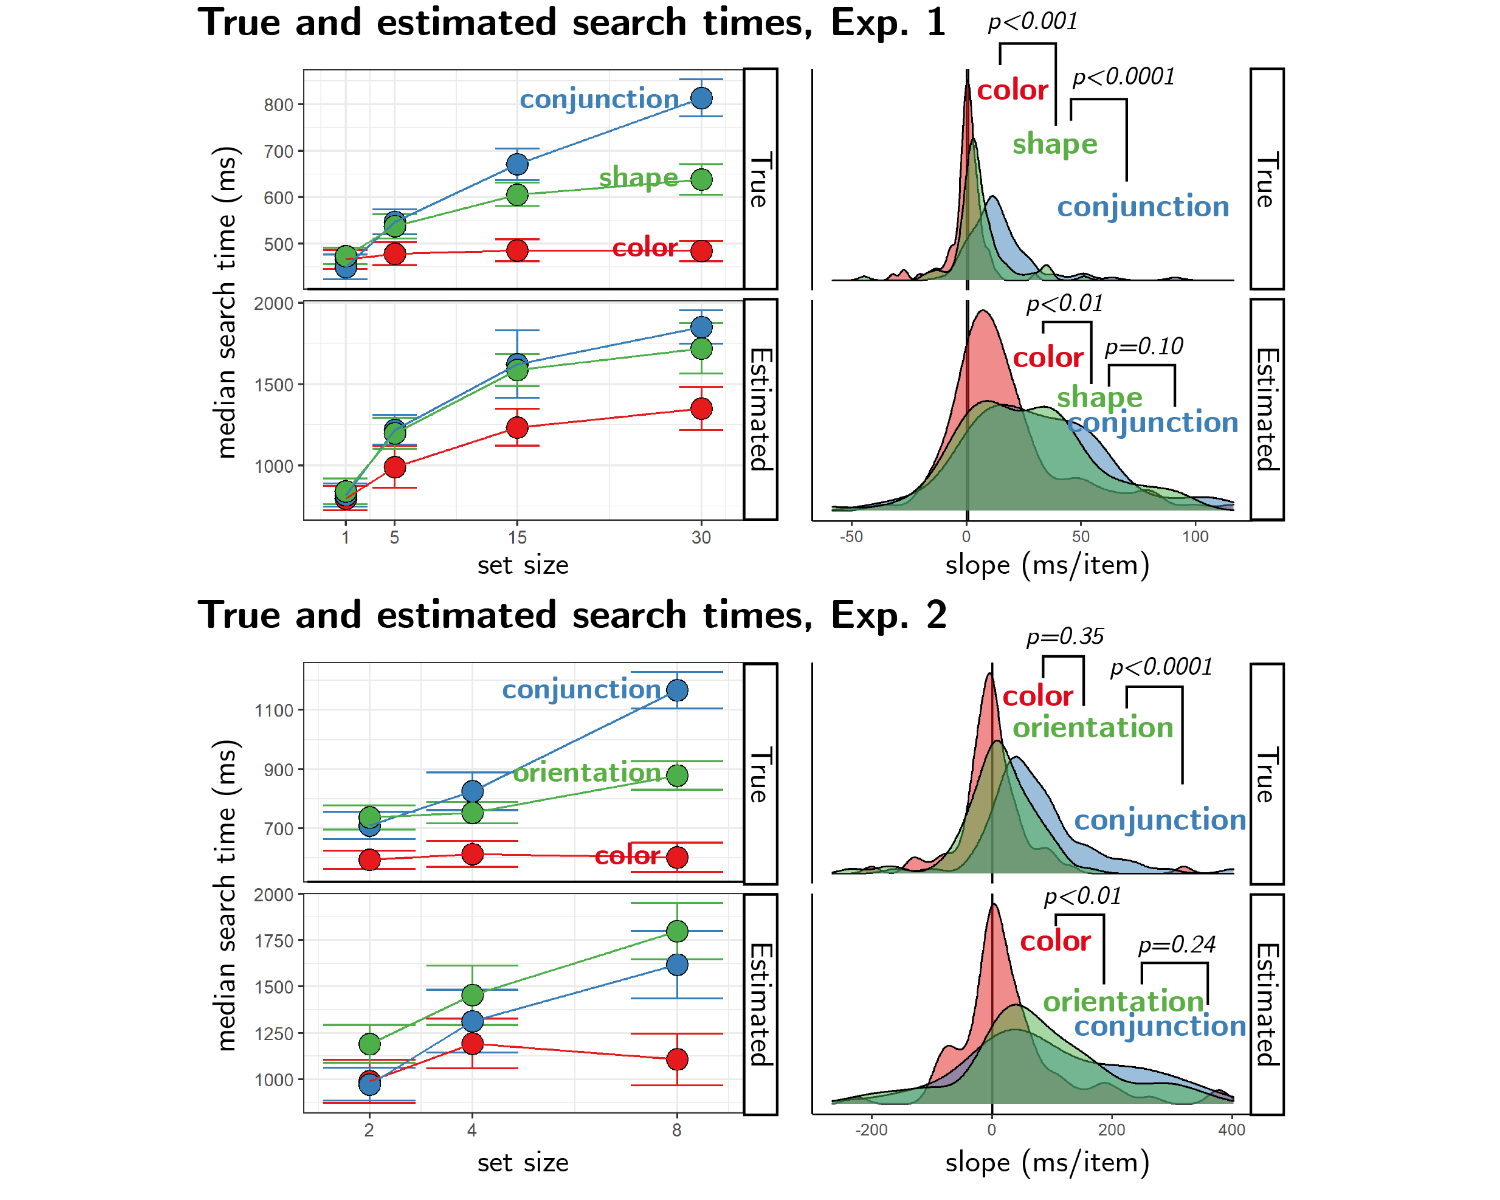 True and estimated search times, Exp. 1
median search time (ms)
800
700
600
500
conjunction
shape
color
True
2000
1500
1000
Estimated
1 5 15 30
set size
p<0.001
color
p<0.0001
shape
conjunction
True
p<0.01
color
p=0.10
shape
conjunction
Estimated
-50 0 50 100
slope (ms/item)
True and estimated search times, Exp. 2
median search time (ms)
1100
900
700
conjunction
orientation
color
True
2000
1750
1500
1250
1000
Estimated
2 4 8
set size
p=0.35
p<0.0001
color
orientation
conjunction
True
p<0.01
color
p=0.24
orientation
conjunction
Estimated
-200 0 200 400
slope (ms/item)